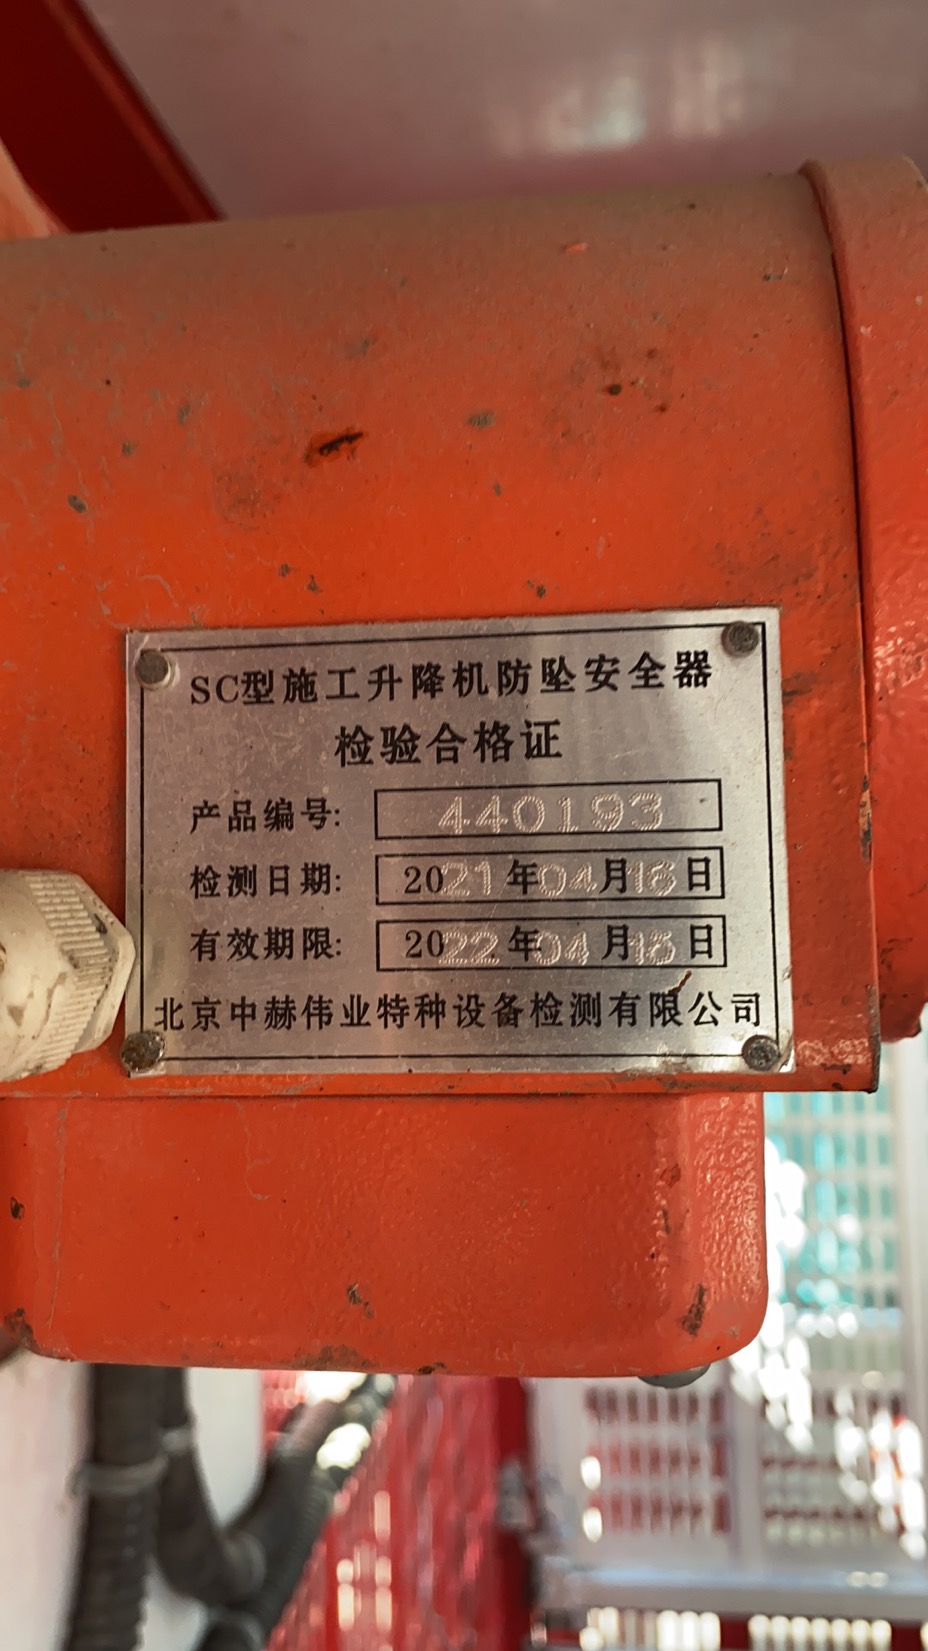 SC型施工升降机防坠安全器
检验合格证
产品编号: 440193
检测日期: 2021年04月16日
有效期限: 2022年04月15日
北京中赫伟业特种设备检测有限公司